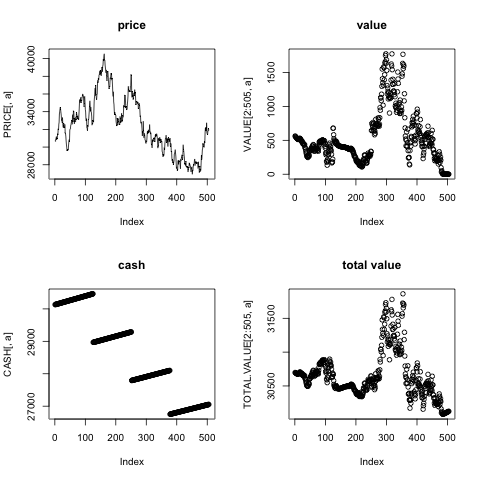 price
PRICE[, a]
28000 34000 40000
0 100 200 300 400 500
Index
value
VALUE[2:505, a]
0 500 1000 1500
0 100 200 300 400 500
Index
cash
CASH[, a]
27000 29000
0 100 200 300 400 500
Index
total value
TOTAL.VALUE[2:505, a]
30500 31500
0 100 200 300 400 500
Index